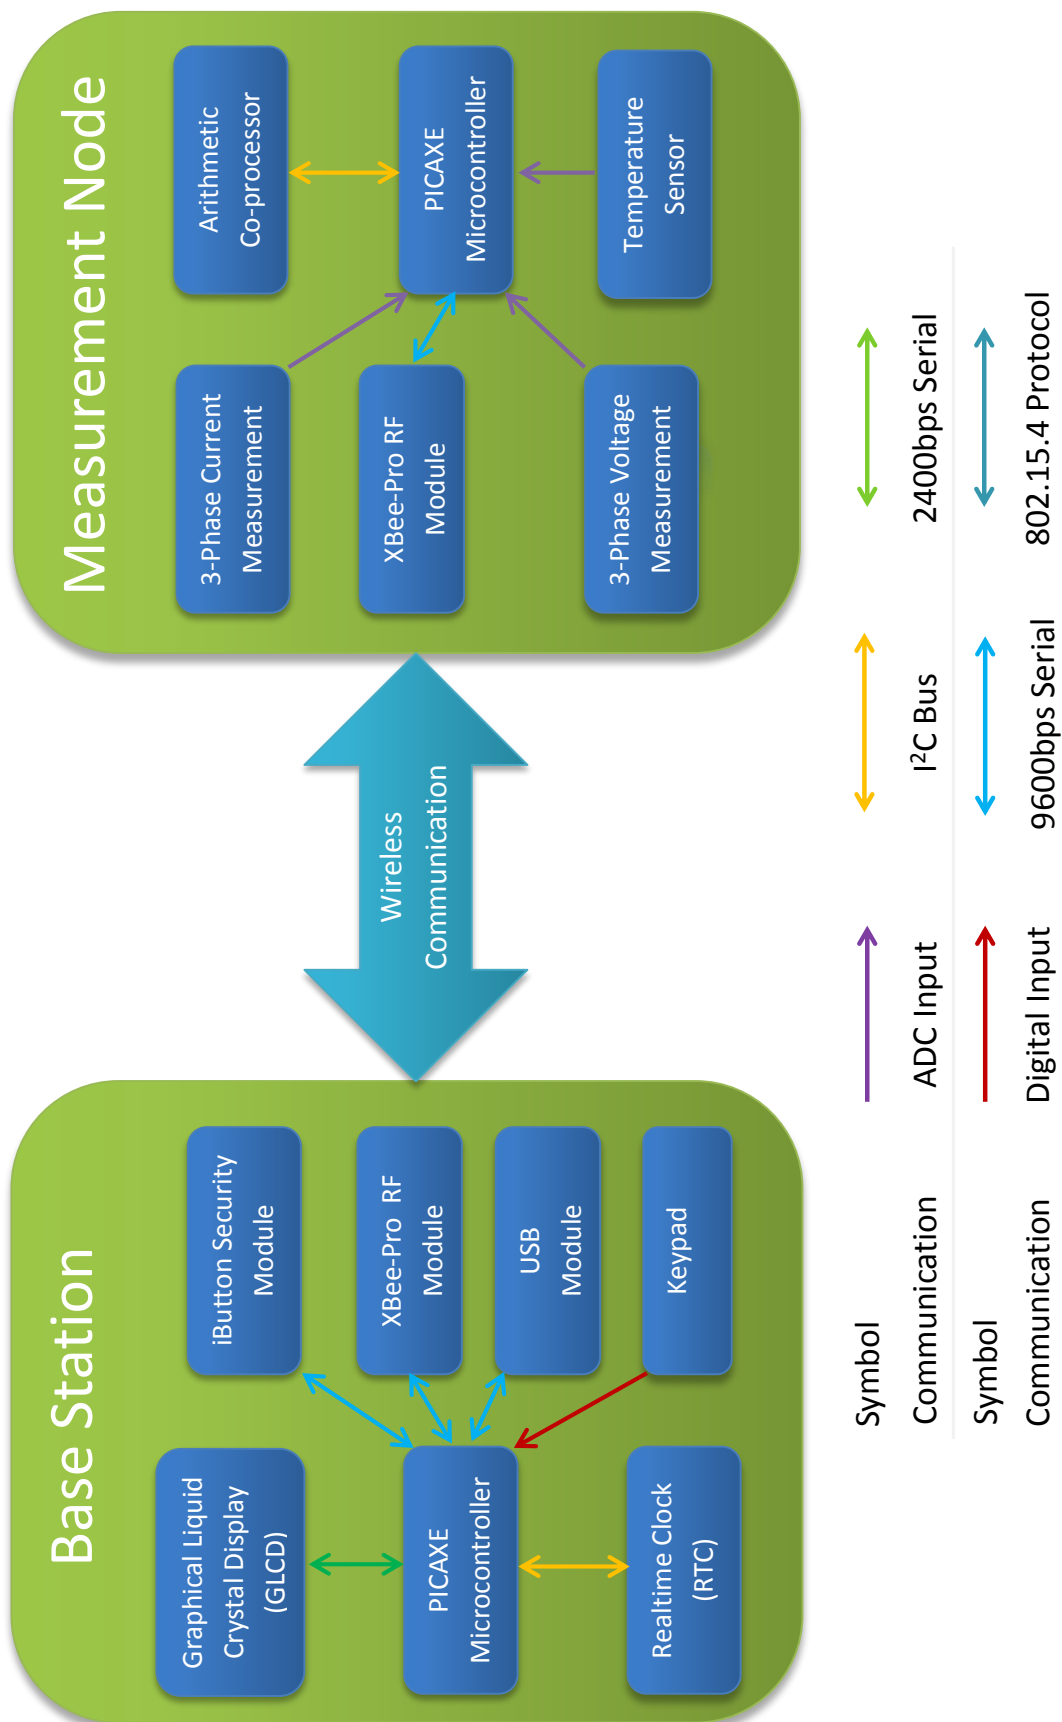 Base Station
Graphical Liquid
Crystal Display
(GLCD)
iButton Security
Module
PICAXE
Microcontroller
XBee-Pro RF
Module
USB
Module
Realtime Clock
(RTC)
Keypad
Wireless
Communication
Measurement Node
3-Phase Current
Measurement
Arithmetic
Co-processor
XBee-Pro RF
Module
PICAXE
Microcontroller
3-Phase Voltage
Measurement
Temperature
Sensor
Symbol
Communication ADC Input I²C Bus 2400bps Serial
Symbol
Communication Digital Input 9600bps Serial 802.15.4 Protocol